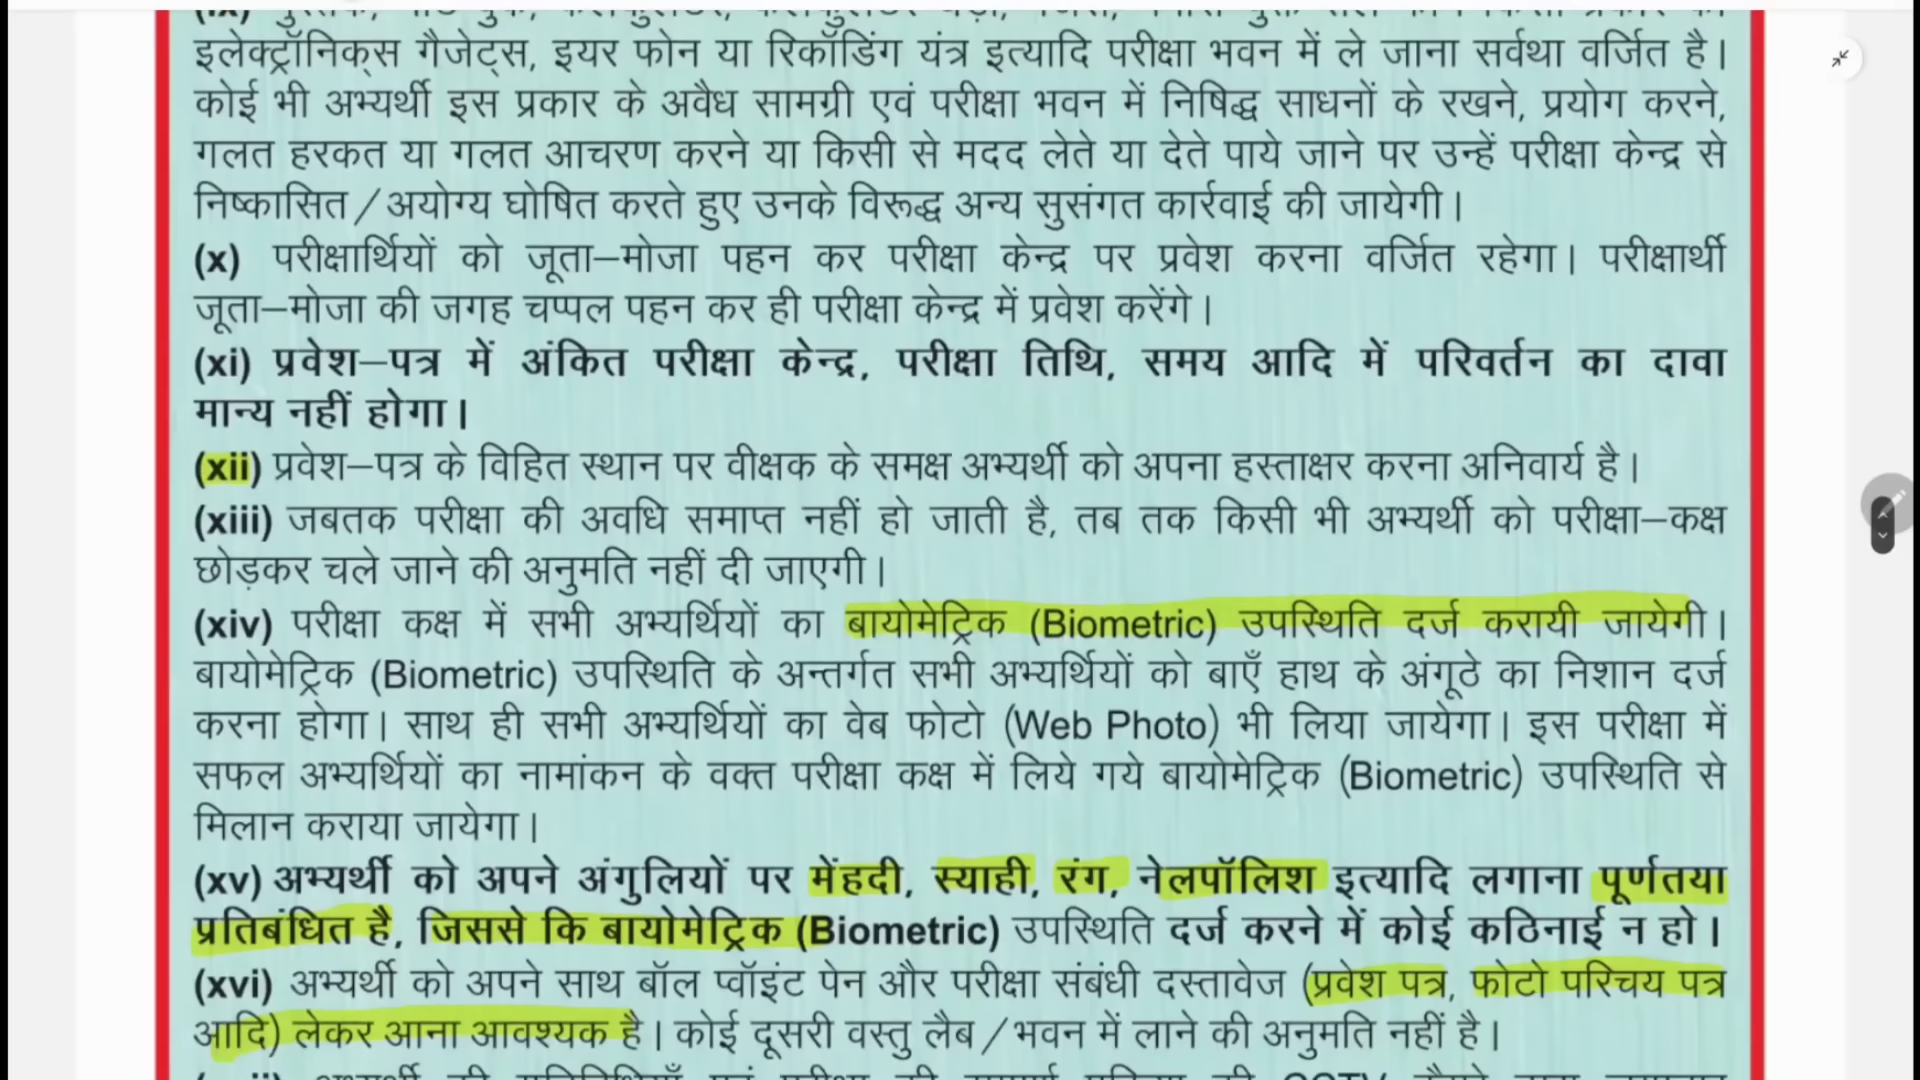 इलेक्ट्रॉनिक्स गैजेट्स, इयर फोन या रिकॉडिंग यंत्र इत्यादि परीक्षा भवन में ले जाना सर्वथा वर्जित है।
कोई भी अभ्यर्थी इस प्रकार के अवैध सामग्री एवं परीक्षा भवन में निषिद्ध साधनों के रखने, प्रयोग करने,
गलत हरकत या गलत आचरण करने या किसी से मदद लेते या देते पाये जाने पर उन्हें परीक्षा केन्द्र से
निष्कासित/अयोग्य घोषित करते हुए उनके विरूद्ध अन्य सुसंगत कार्रवाई की जायेगी।
(x) परीक्षार्थियों को जूता–मोजा पहन कर परीक्षा केन्द्र पर प्रवेश करना वर्जित रहेगा। परीक्षार्थी
जूता–मोजा की जगह चप्पल पहन कर ही परीक्षा केन्द्र में प्रवेश करेंगे।
(xi) प्रवेश–पत्र में अंकित परीक्षा केन्द्र, परीक्षा तिथि, समय आदि में परिवर्तन का दावा
मान्य नहीं होगा।
(xii) प्रवेश–पत्र के विहित स्थान पर वीक्षक के समक्ष अभ्यर्थी को अपना हस्ताक्षर करना अनिवार्य है।
(xiii) जबतक परीक्षा की अवधि समाप्त नहीं हो जाती है, तब तक किसी भी अभ्यर्थी को परीक्षा–कक्ष
छोड़कर चले जाने की अनुमति नहीं दी जाएगी।
(xiv) परीक्षा कक्ष में सभी अभ्यर्थियों का बायोमेट्रिक (Biometric) उपस्थिति दर्ज करायी जायेगी।
बायोमेट्रिक (Biometric) उपस्थिति के अन्तर्गत सभी अभ्यर्थियों को बाएँ हाथ के अंगूठे का निशान दर्ज
करना होगा। साथ ही सभी अभ्यर्थियों का वेब फोटो (Web Photo) भी लिया जायेगा। इस परीक्षा में
सफल अभ्यर्थियों का नामांकन के वक्त परीक्षा कक्ष में लिये गये बायोमेट्रिक (Biometric) उपस्थिति से
मिलान कराया जायेगा।
(xv) अभ्यर्थी को अपने अंगुलियों पर मेंहदी, स्याही, रंग, नेलपॉलिश इत्यादि लगाना पूर्णतया
प्रतिबंधित है, जिससे कि बायोमेट्रिक (Biometric) उपस्थिति दर्ज करने में कोई कठिनाई न हो।
(xvi) अभ्यर्थी को अपने साथ बॉल प्वॉइंट पेन और परीक्षा संबंधी दस्तावेज (प्रवेश पत्र, फोटो परिचय पत्र
आदि) लेकर आना आवश्यक है। कोई दूसरी वस्तु लैब/भवन में लाने की अनुमति नहीं है।